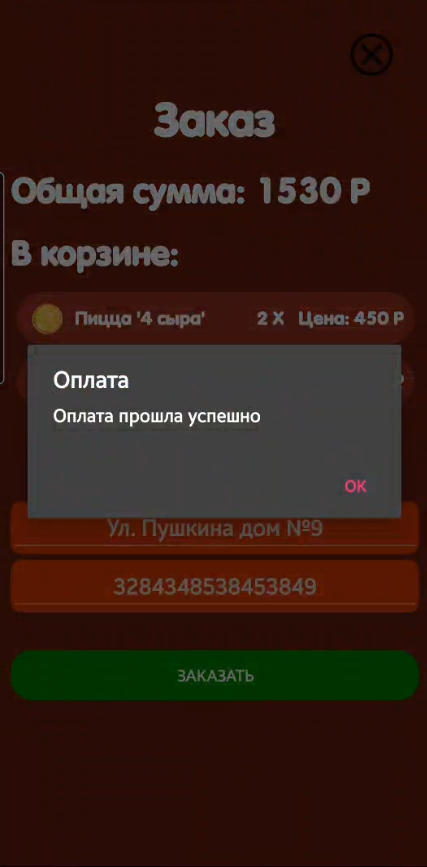 Заказ
Общая сумма: 1530 Р
В корзине:
Пицца '4 сыра' 2 X Цена: 450 Р
Оплата
Оплата прошла успешно
ОК
Ул. Пушкина дом №9
3284348538453849
ЗАКАЗАТЬ